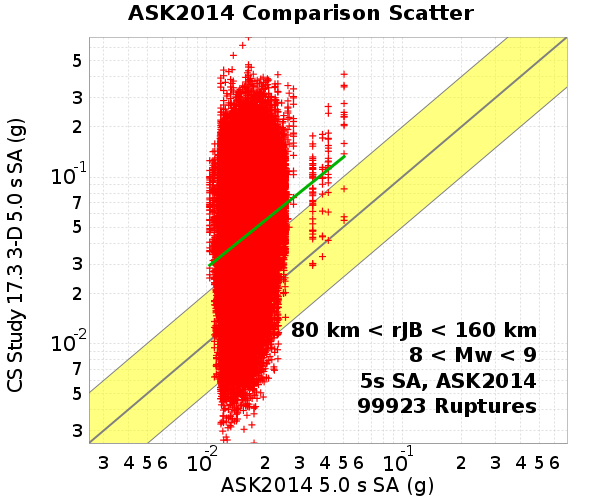 ASK2014 Comparison Scatter
CS Study 17.3 3-D 5.0 s SA (g)
5
3
2
10-1
7
5
3
2
10-2
7
5
3
80 km < rJB < 160 km
8 < Mw < 9
5s SA, ASK2014
99923 Ruptures
3 4 5 6 10-2 2 3 4 5 6 10-1 2 3 4 5 6
ASK2014 5.0 s SA (g)